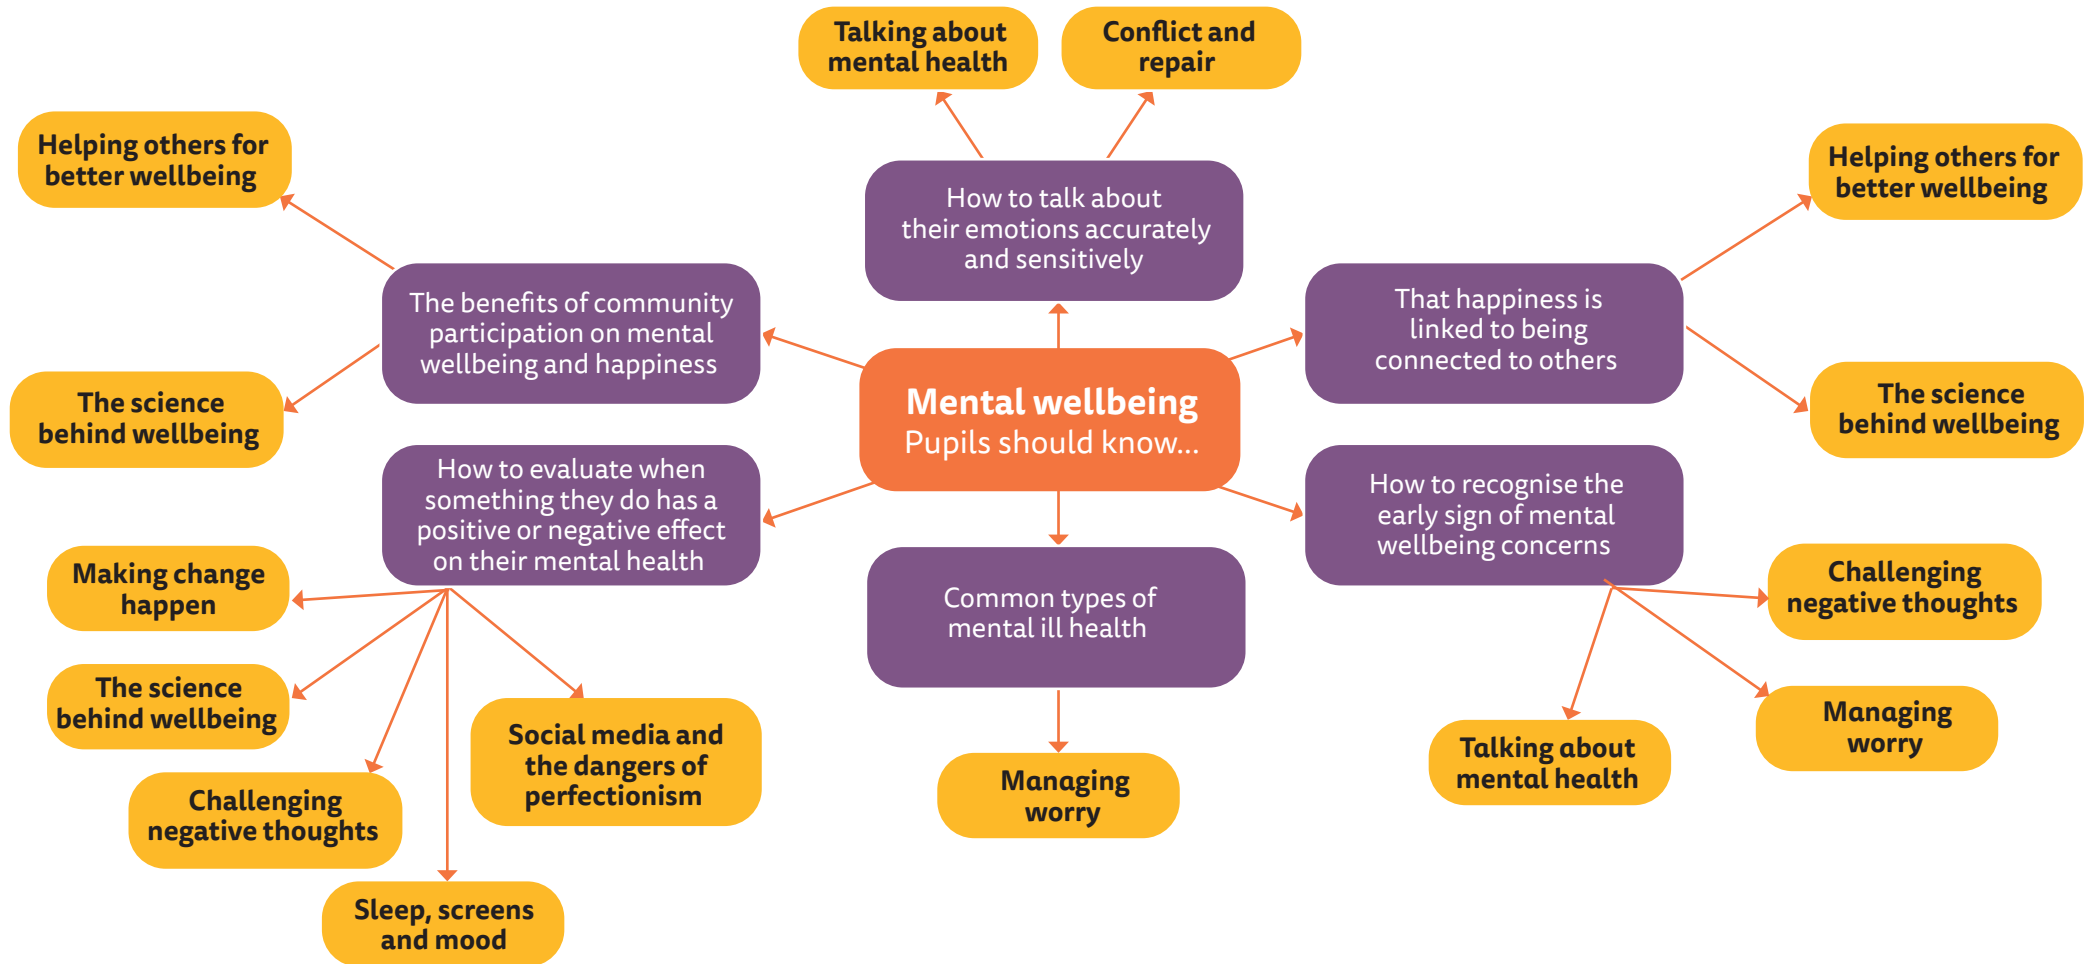 Talking about
mental health
Conflict and
repair
Helping others for
better wellbeing
Helping others for
better wellbeing
How to talk about
their emotions accurately
and sensitively
The benefits of community
participation on mental
wellbeing and happiness
That happiness is
linked to being
connected to others
The science
behind wellbeing
Mental wellbeing
Pupils should know...
The science
behind wellbeing
How to evaluate when
something they do has a
positive or negative effect
on their mental health
How to recognise the
early sign of mental
wellbeing concerns
Making change
happen
Common types of
mental ill health
Challenging
negative thoughts
The science
behind wellbeing
Social media and
the dangers of
perfectionism
Managing
worry
Talking about
mental health
Managing
worry
Challenging
negative thoughts
Sleep, screens
and mood